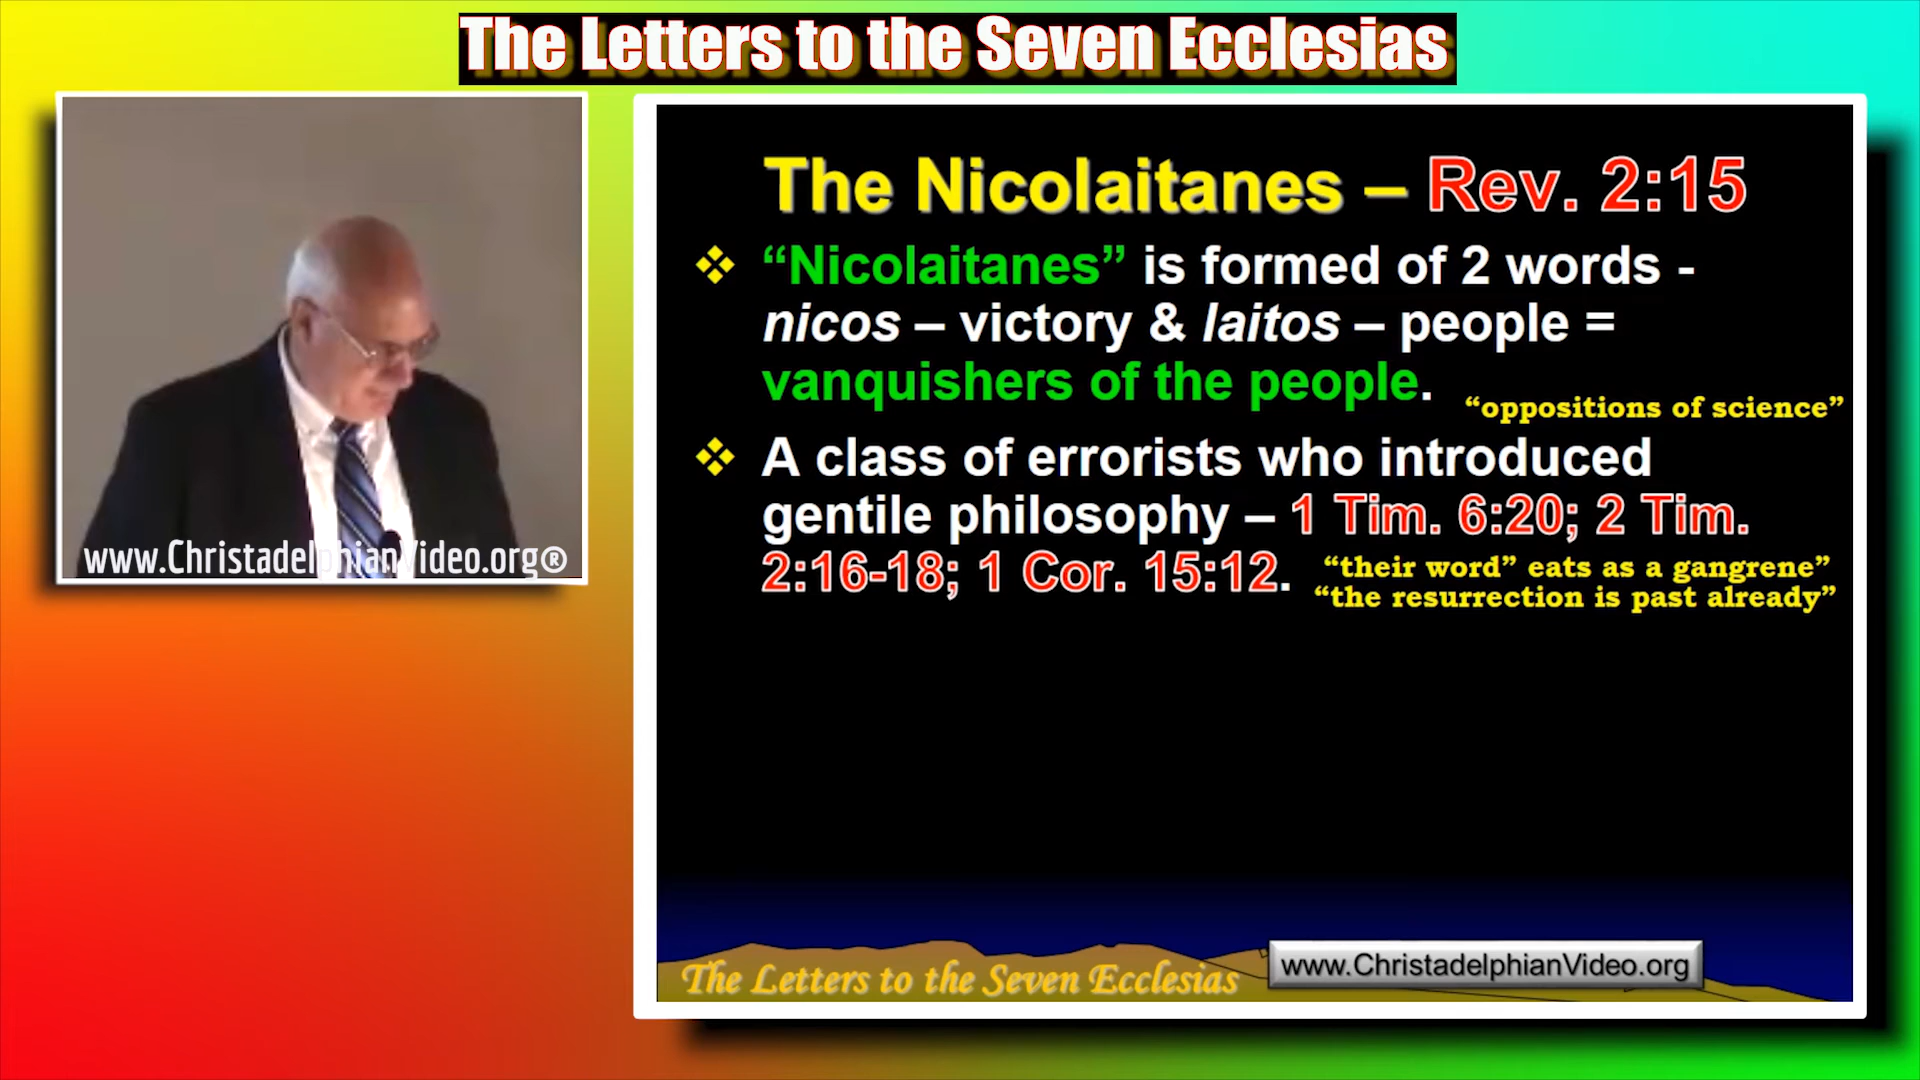 The Letters to the Seven Ecclesias
www.ChristadelphianVideo.org®
The Nicolaitanes – Rev. 2:15
❖ “Nicolaitanes” is formed of 2 words -
nicos – victory & laitos – people =
vanquishers of the people.
“oppositions of science”
❖ A class of errorists who introduced
gentile philosophy – 1 Tim. 6:20; 2 Tim.
2:16-18; 1 Cor. 15:12.
“their word” eats as a gangrene”
“the resurrection is past already”
The Letters to the Seven Ecclesias
www.ChristadelphianVideo.org